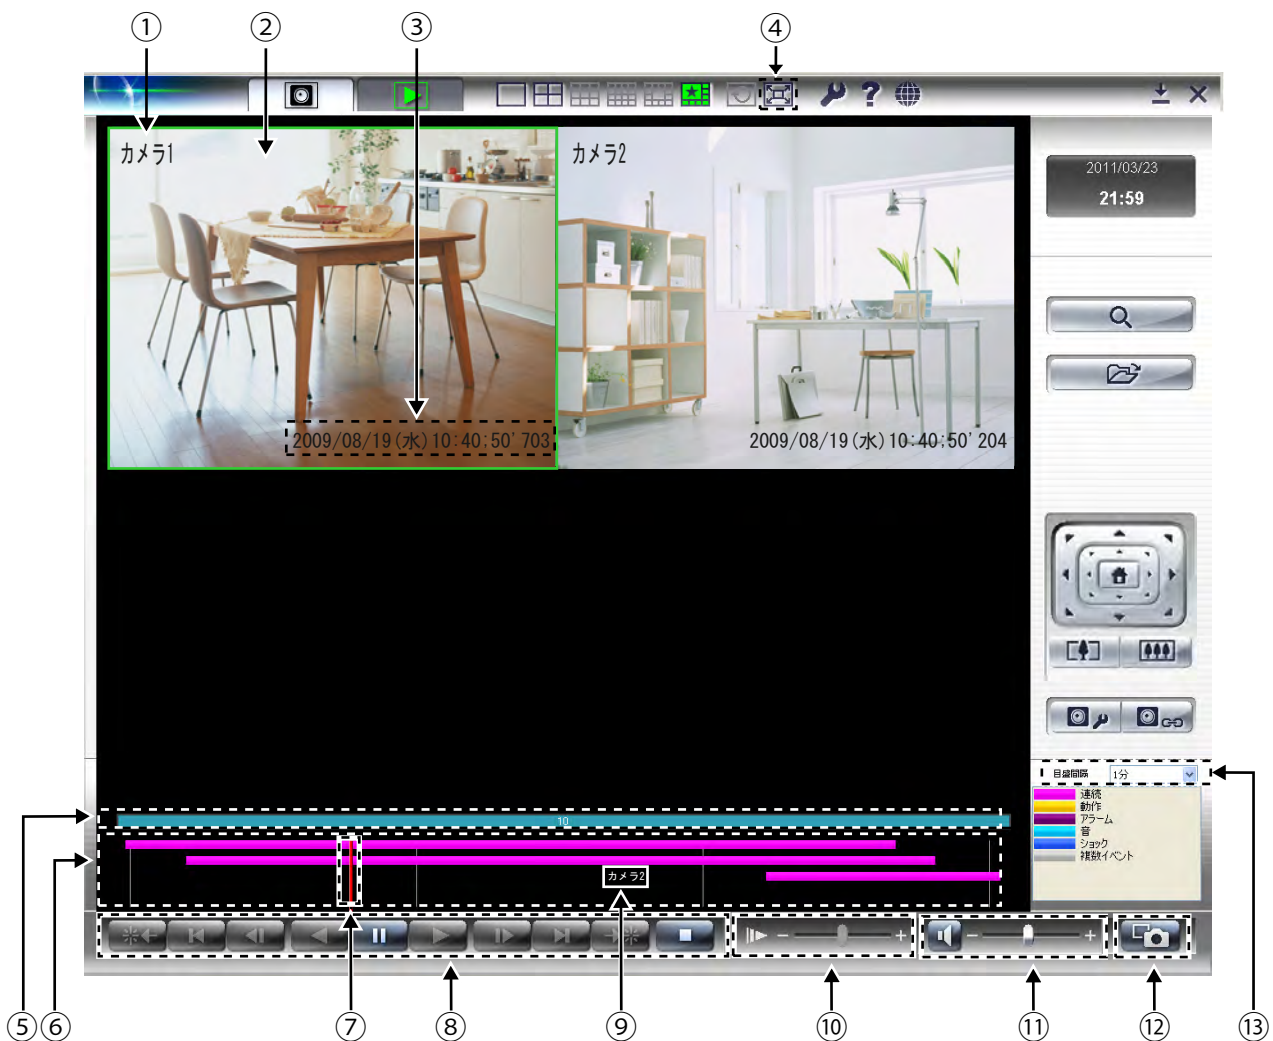 ① ② ③ ④
カメラ1
カメラ2
2011/03/23
21:59
2009/08/19(水)10:40:50'703
2009/08/19(水)10:40:50'204
目盛間隔 1分
連続
動作
アラーム
音
ショック
複数イベント
10
カメラ2
⑤ ⑥ ⑦ ⑧ ⑨ ⑩ ⑪ ⑫ ⑬